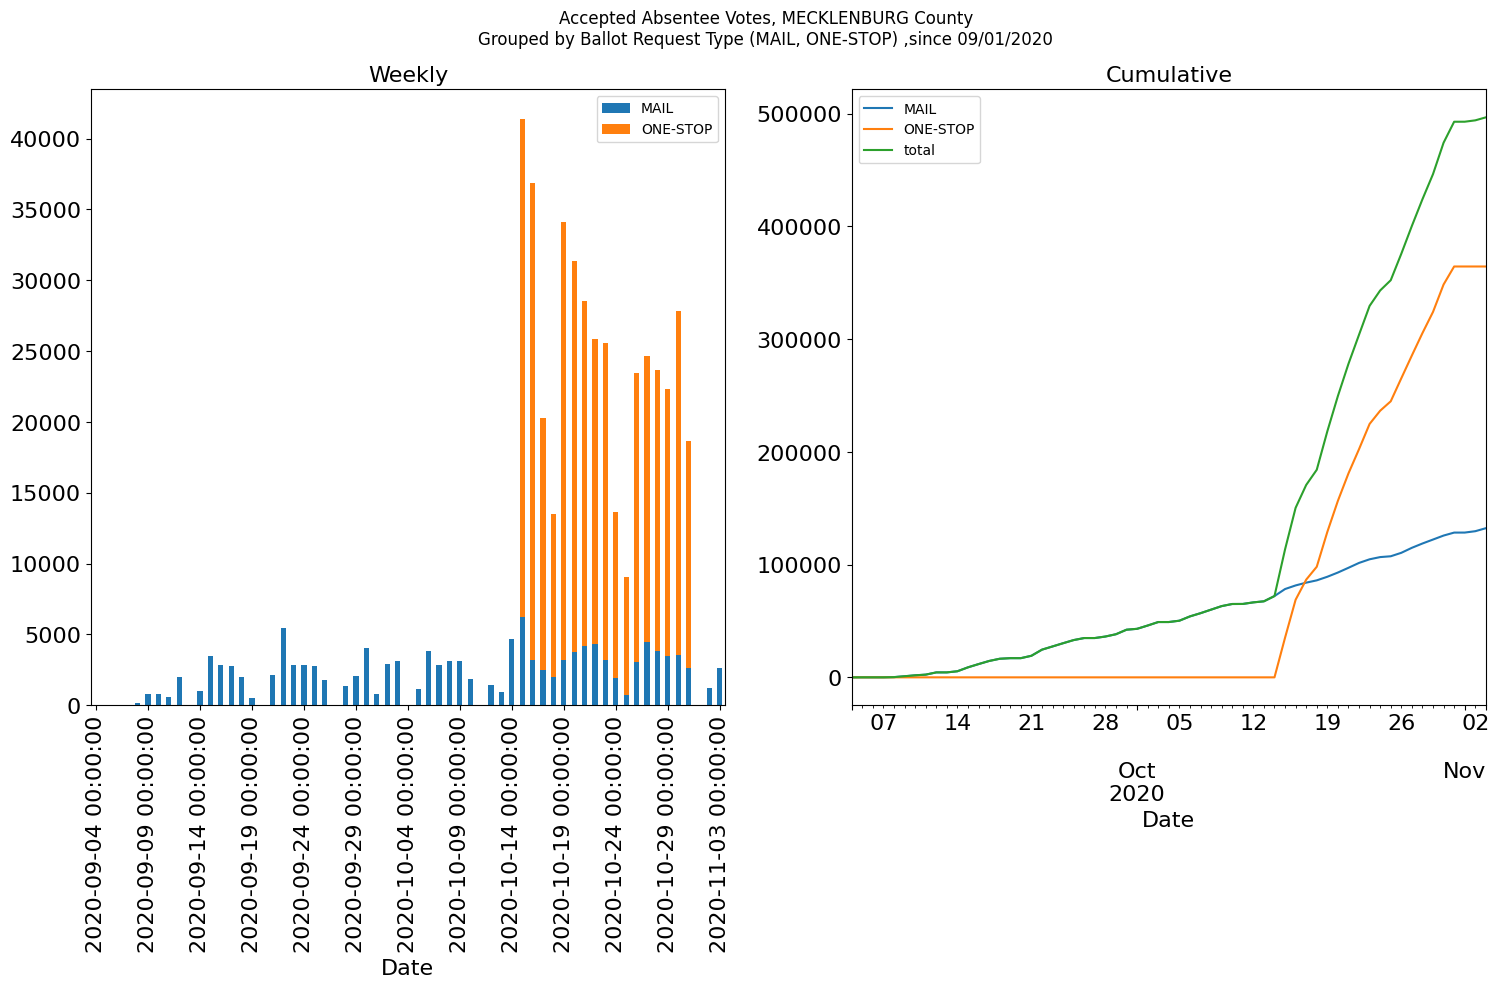 Accepted Absentee Votes, MECKLENBURG County
Grouped by Ballot Request Type (MAIL, ONE-STOP) ,since 09/01/2020
Weekly
MAIL
ONE-STOP
40000
35000
30000
25000
20000
15000
10000
5000
0
2020-09-04 00:00:00
2020-09-09 00:00:00
2020-09-14 00:00:00
2020-09-19 00:00:00
2020-09-24 00:00:00
2020-09-29 00:00:00
2020-10-04 00:00:00
2020-10-09 00:00:00
2020-10-14 00:00:00
2020-10-19 00:00:00
2020-10-24 00:00:00
2020-10-29 00:00:00
2020-11-03 00:00:00
Date
Cumulative
MAIL
ONE-STOP
total
500000
400000
300000
200000
100000
0
07 14 21 28 05 12 19 26 02
Oct Nov
2020
Date